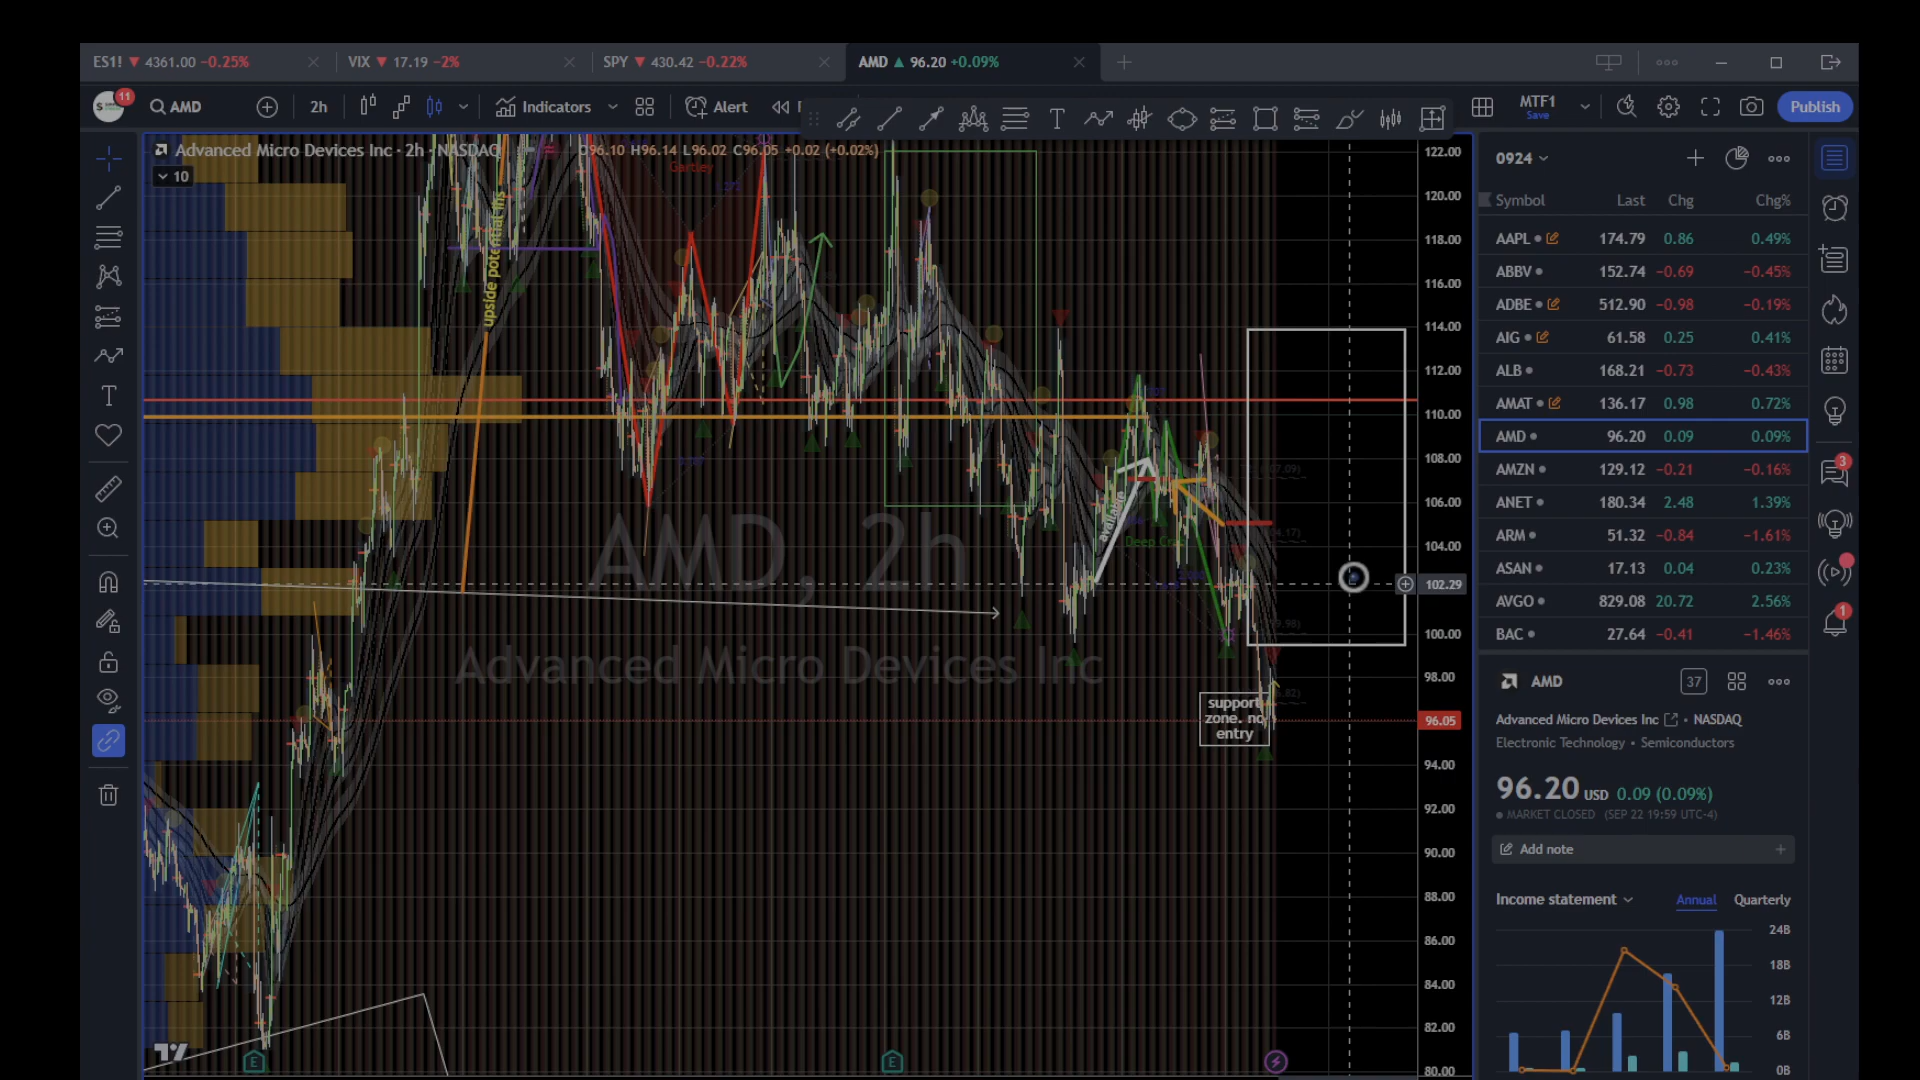 ES1! ▼ 4361.00 −0.25%
VIX ▼ 17.19 −2%
SPY ▼ 430.42 −0.22%
AMD ▲ 96.20 +0.09%
11
AMD
2h
Indicators
Alert
MTF1
Save
Publish
Advanced Micro Devices Inc · 2h · NASDAQ
O96.10 H96.14 L96.02 C96.05 +0.02 (+0.02%)
10
Gartley
upside potential ins
available
AMD, 2h
Advanced Micro Devices Inc
support
zone. no
entry
122.00
120.00
118.00
116.00
114.00
112.00
110.00
108.00
106.00
104.00
102.29
100.00
98.00
96.05
94.00
92.00
90.00
88.00
86.00
84.00
82.00
80.00
E
E
0924
Symbol Last Chg Chg%
AAPL 174.79 0.86 0.49%
ABBV 152.74 −0.69 −0.45%
ADBE 512.90 −0.98 −0.19%
AIG 61.58 0.25 0.41%
ALB 168.21 −0.73 −0.43%
AMAT 136.17 0.98 0.72%
AMD 96.20 0.09 0.09%
AMZN 129.12 −0.21 −0.16%
ANET 180.34 2.48 1.39%
ARM 51.32 −0.84 −1.61%
ASAN 17.13 0.04 0.23%
AVGO 829.08 20.72 2.56%
BAC 27.64 −0.41 −1.46%
3
1
AMD
37
Advanced Micro Devices Inc • NASDAQ
Electronic Technology • Semiconductors
96.20 USD 0.09 (0.09%)
MARKET CLOSED (SEP 22 19:59 UTC-4)
Add note
Income statement
Annual Quarterly
24B
18B
12B
6B
0B